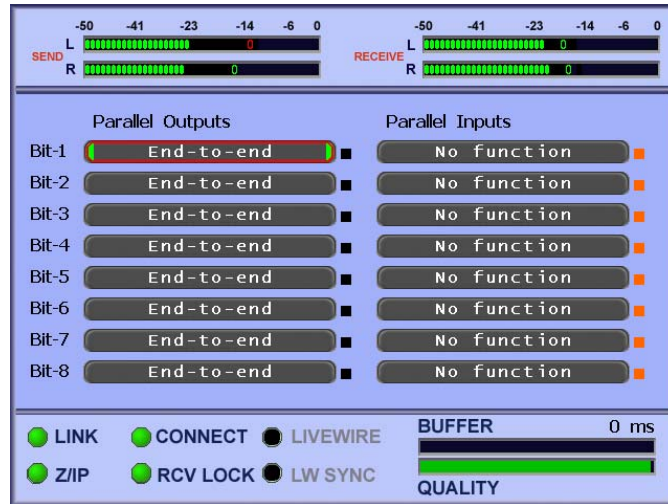 -50 -41 -23 -14 -6 0 -50 -41 -23 -14 -6 0
SEND L RECEIVE L
R R
Parallel Outputs Parallel Inputs
Bit-1 End-to-end No function
Bit-2 End-to-end No function
Bit-3 End-to-end No function
Bit-4 End-to-end No function
Bit-5 End-to-end No function
Bit-6 End-to-end No function
Bit-7 End-to-end No function
Bit-8 End-to-end No function
LINK CONNECT LIVEWIRE BUFFER 0 ms
Z/IP RCV LOCK LW SYNC QUALITY